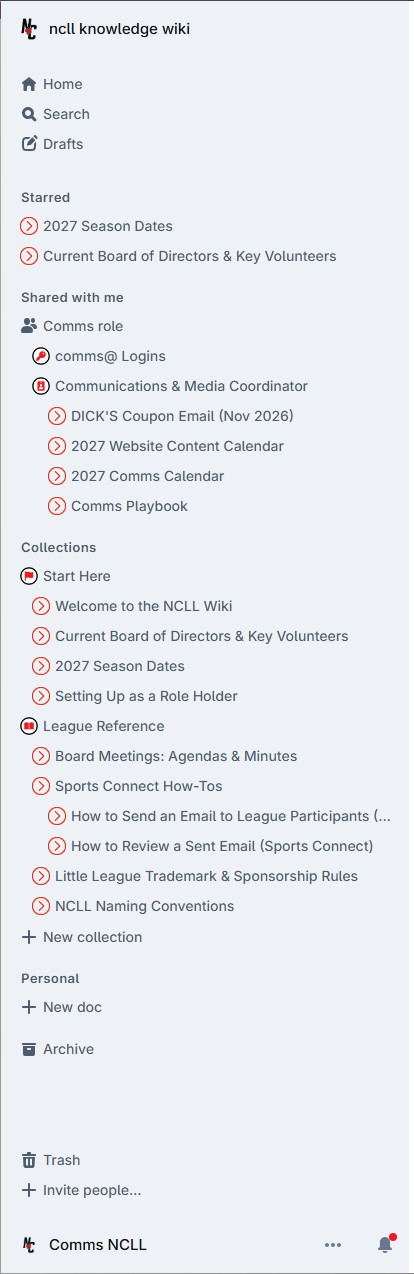 ncll knowledge wiki
Home
Search
Drafts
Starred
2027 Season Dates
Current Board of Directors & Key Volunteers
Shared with me
Comms role
comms@ Logins
Communications & Media Coordinator
DICK'S Coupon Email (Nov 2026)
2027 Website Content Calendar
2027 Comms Calendar
Comms Playbook
Collections
Start Here
Welcome to the NCLL Wiki
Current Board of Directors & Key Volunteers
2027 Season Dates
Setting Up as a Role Holder
League Reference
Board Meetings: Agendas & Minutes
Sports Connect How-Tos
How to Send an Email to League Participants (...
How to Review a Sent Email (Sports Connect)
Little League Trademark & Sponsorship Rules
NCLL Naming Conventions
New collection
Personal
New doc
Archive
Trash
Invite people...
Comms NCLL